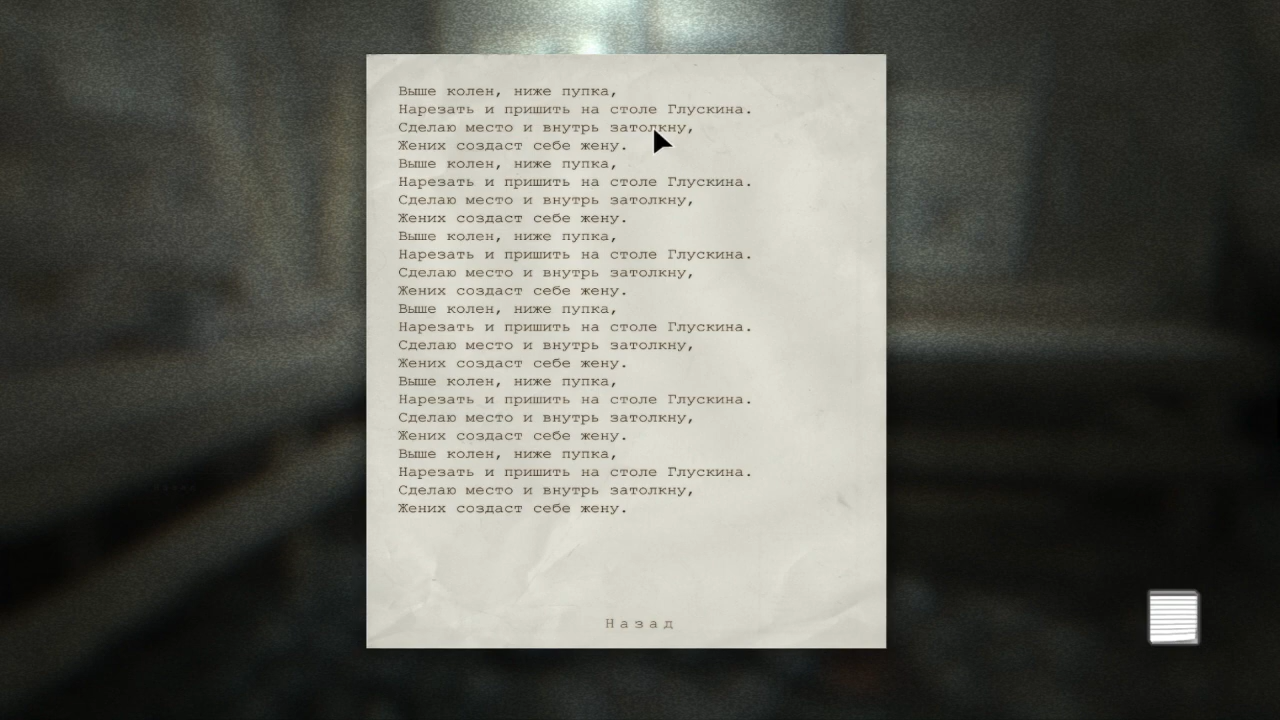 Выше колен, ниже пупка,
Нарезать и пришить на столе Глускина.
Сделаю место и внутрь затолкну,
Жених создаст себе жену.
Выше колен, ниже пупка,
Нарезать и пришить на столе Глускина.
Сделаю место и внутрь затолкну,
Жених создаст себе жену.
Выше колен, ниже пупка,
Нарезать и пришить на столе Глускина.
Сделаю место и внутрь затолкну,
Жених создаст себе жену.
Выше колен, ниже пупка,
Нарезать и пришить на столе Глускина.
Сделаю место и внутрь затолкну,
Жених создаст себе жену.
Выше колен, ниже пупка,
Нарезать и пришить на столе Глускина.
Сделаю место и внутрь затолкну,
Жених создаст себе жену.
Выше колен, ниже пупка,
Нарезать и пришить на столе Глускина.
Сделаю место и внутрь затолкну,
Жених создаст себе жену.
Назад